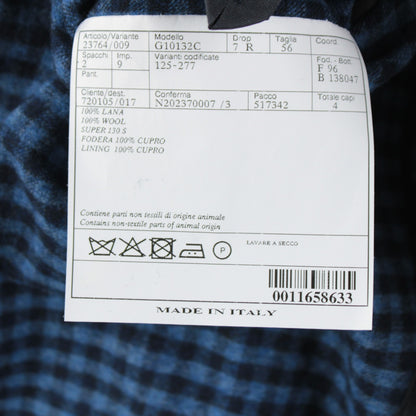 Articolo/Variante Modello Drop Taglia Coord.
23764/009 G10132C 7 R 56
Spacchi Imp. Varianti codificate Fod. - Bott.
2 9 125-277 F 96
Pant. B 138047
Cliente/dest. Conferma Pacco Totale capi
720105/017 N202370007 /3 517342 4
100% LANA
100% WOOL
SUPER 130 S
FODERA 100% CUPRO
LINING 100% CUPRO
Contiene parti non tessili di origine animale
Contains non-textile parts of animal origin
P
LAVARE A SECCO
0011658633
MADE IN ITALY